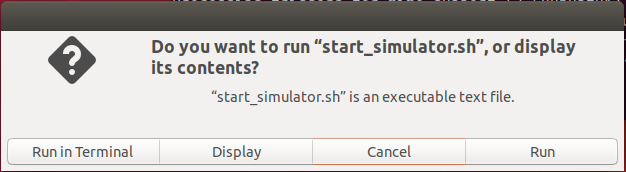 Do you want to run “start_simulator.sh”, or display
its contents?
“start_simulator.sh” is an executable text file.
Run in Terminal
Display
Cancel
Run